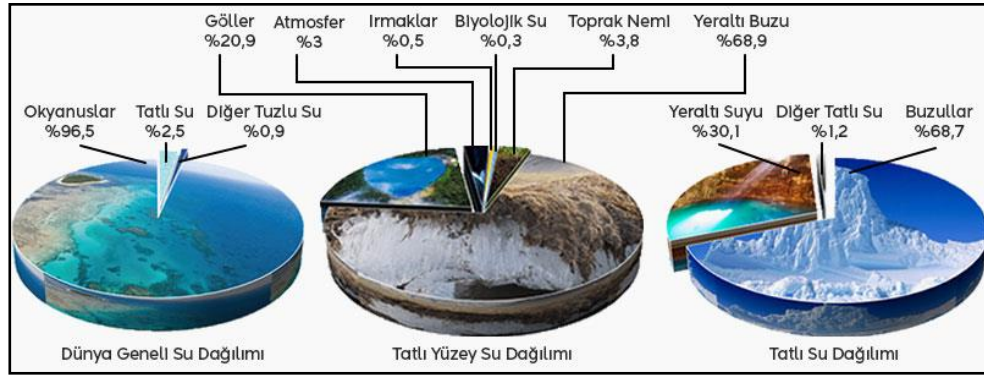 Göller
%20,9
Atmosfer
%3
Irmaklar
%0,5
Biyolojik Su
%0,3
Toprak Nemi
%3,8
Yeraltı Buzu
%68,9
Okyanuslar
%96,5
Tatlı Su
%2,5
Diğer Tuzlu Su
%0,9
Yeraltı Suyu
%30,1
Diğer Tatlı Su
%1,2
Buzullar
%68,7
Dünya Geneli Su Dağılımı
Tatlı Yüzey Su Dağılımı
Tatlı Su Dağılımı